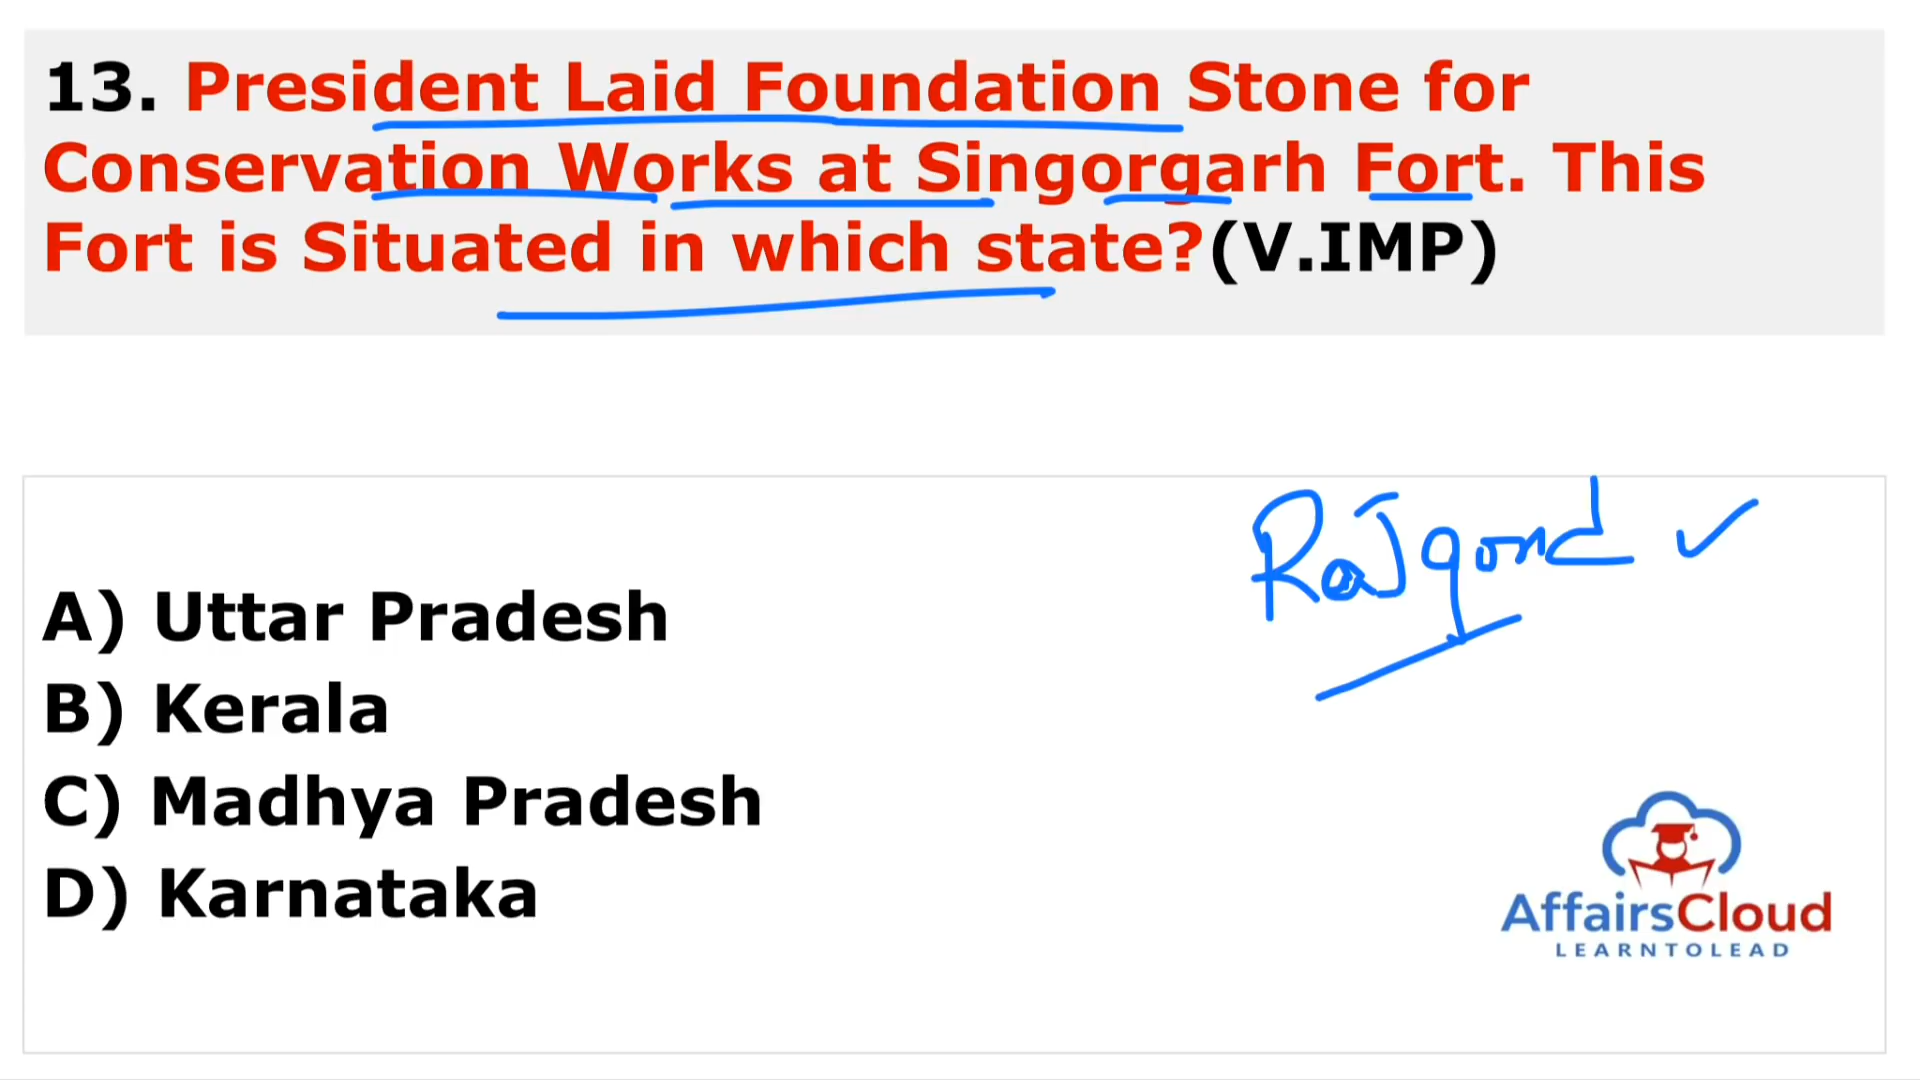 13. President Laid Foundation Stone for
Conservation Works at Singorgarh Fort. This
Fort is Situated in which state?(V.IMP)
Rajgond
A) Uttar Pradesh
B) Kerala
C) Madhya Pradesh
D) Karnataka
AffairsCloud
LEARNTOLEAD